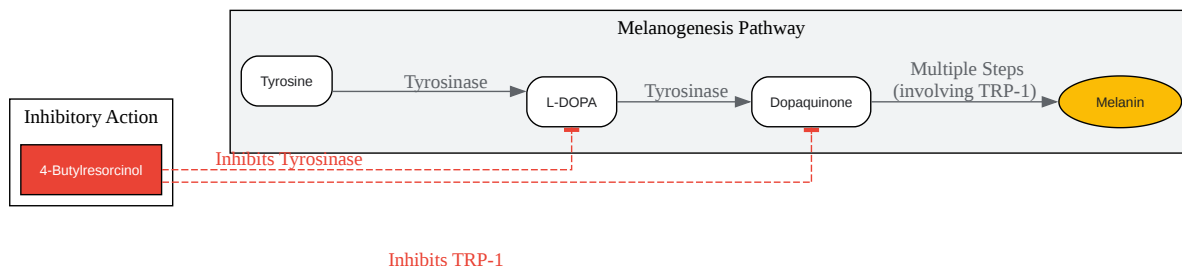 Melanogenesis Pathway
Tyrosine
Tyrosinase
L-DOPA
Tyrosinase
Dopaquinone
Multiple Steps
(involving TRP-1)
Melanin
Inhibitory Action
4-Butylresorcinol
Inhibits Tyrosinase
Inhibits TRP-1